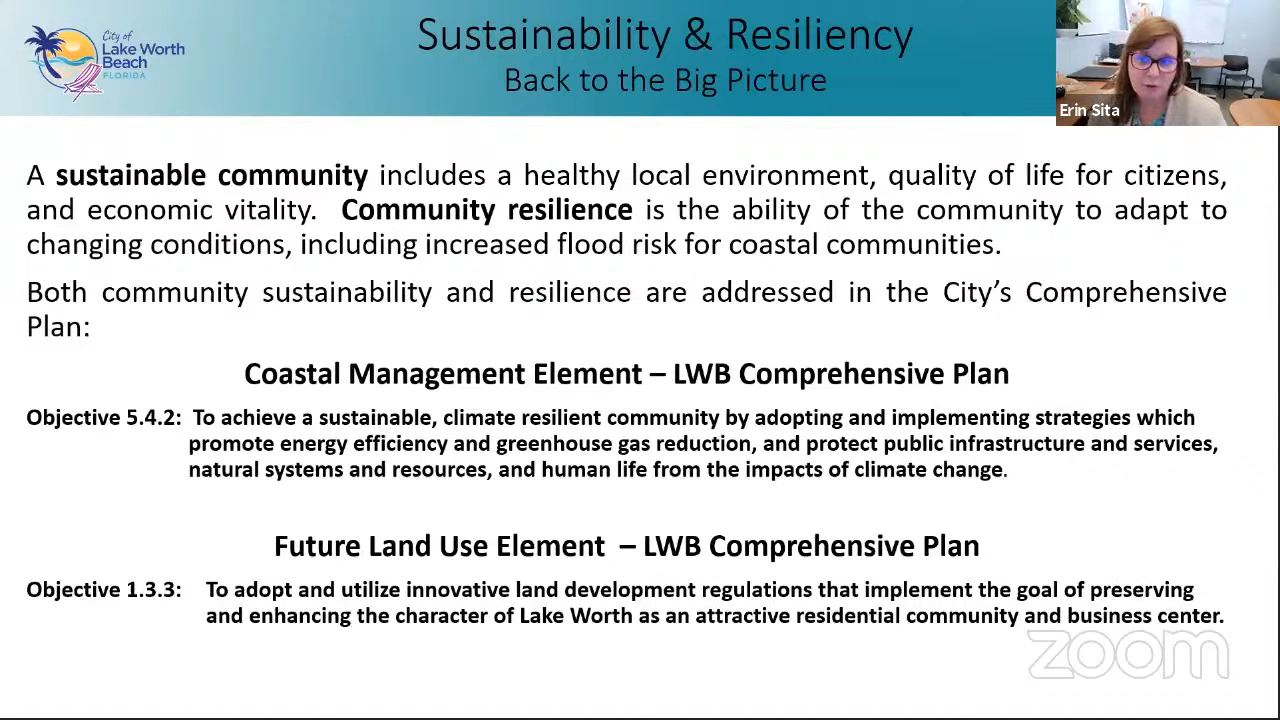 City of
Lake Worth
Beach
FLORIDA
Sustainability & Resiliency
Back to the Big Picture
Erin Sita
A sustainable community includes a healthy local environment, quality of life for citizens,
and economic vitality. Community resilience is the ability of the community to adapt to
changing conditions, including increased flood risk for coastal communities.
Both community sustainability and resilience are addressed in the City’s Comprehensive
Plan:
Coastal Management Element – LWB Comprehensive Plan
Objective 5.4.2: To achieve a sustainable, climate resilient community by adopting and implementing strategies which
promote energy efficiency and greenhouse gas reduction, and protect public infrastructure and services,
natural systems and resources, and human life from the impacts of climate change.
Future Land Use Element – LWB Comprehensive Plan
Objective 1.3.3: To adopt and utilize innovative land development regulations that implement the goal of preserving
and enhancing the character of Lake Worth as an attractive residential community and business center.
zoom